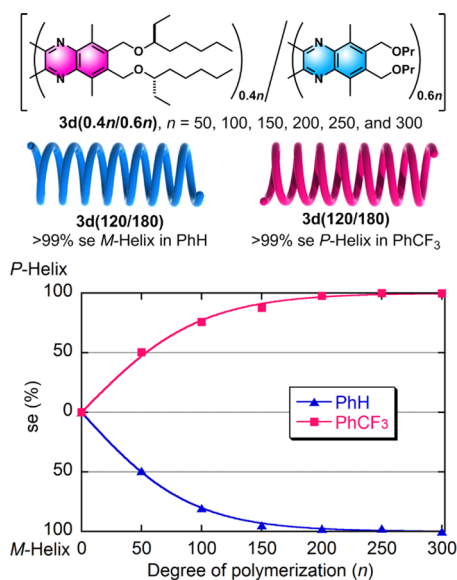 N
N
O
O
0.4n
/
N
N
OPr
OPr
0.6n
3d(0.4n/0.6n), n = 50, 100, 150, 200, 250, and 300
3d(120/180)
>99% se M-Helix in PhH
3d(120/180)
>99% se P-Helix in PhCF3
P-Helix
100
50
0
50
100
se (%)
PhH
PhCF3
M-Helix
0 50 100 150 200 250 300
Degree of polymerization (n)